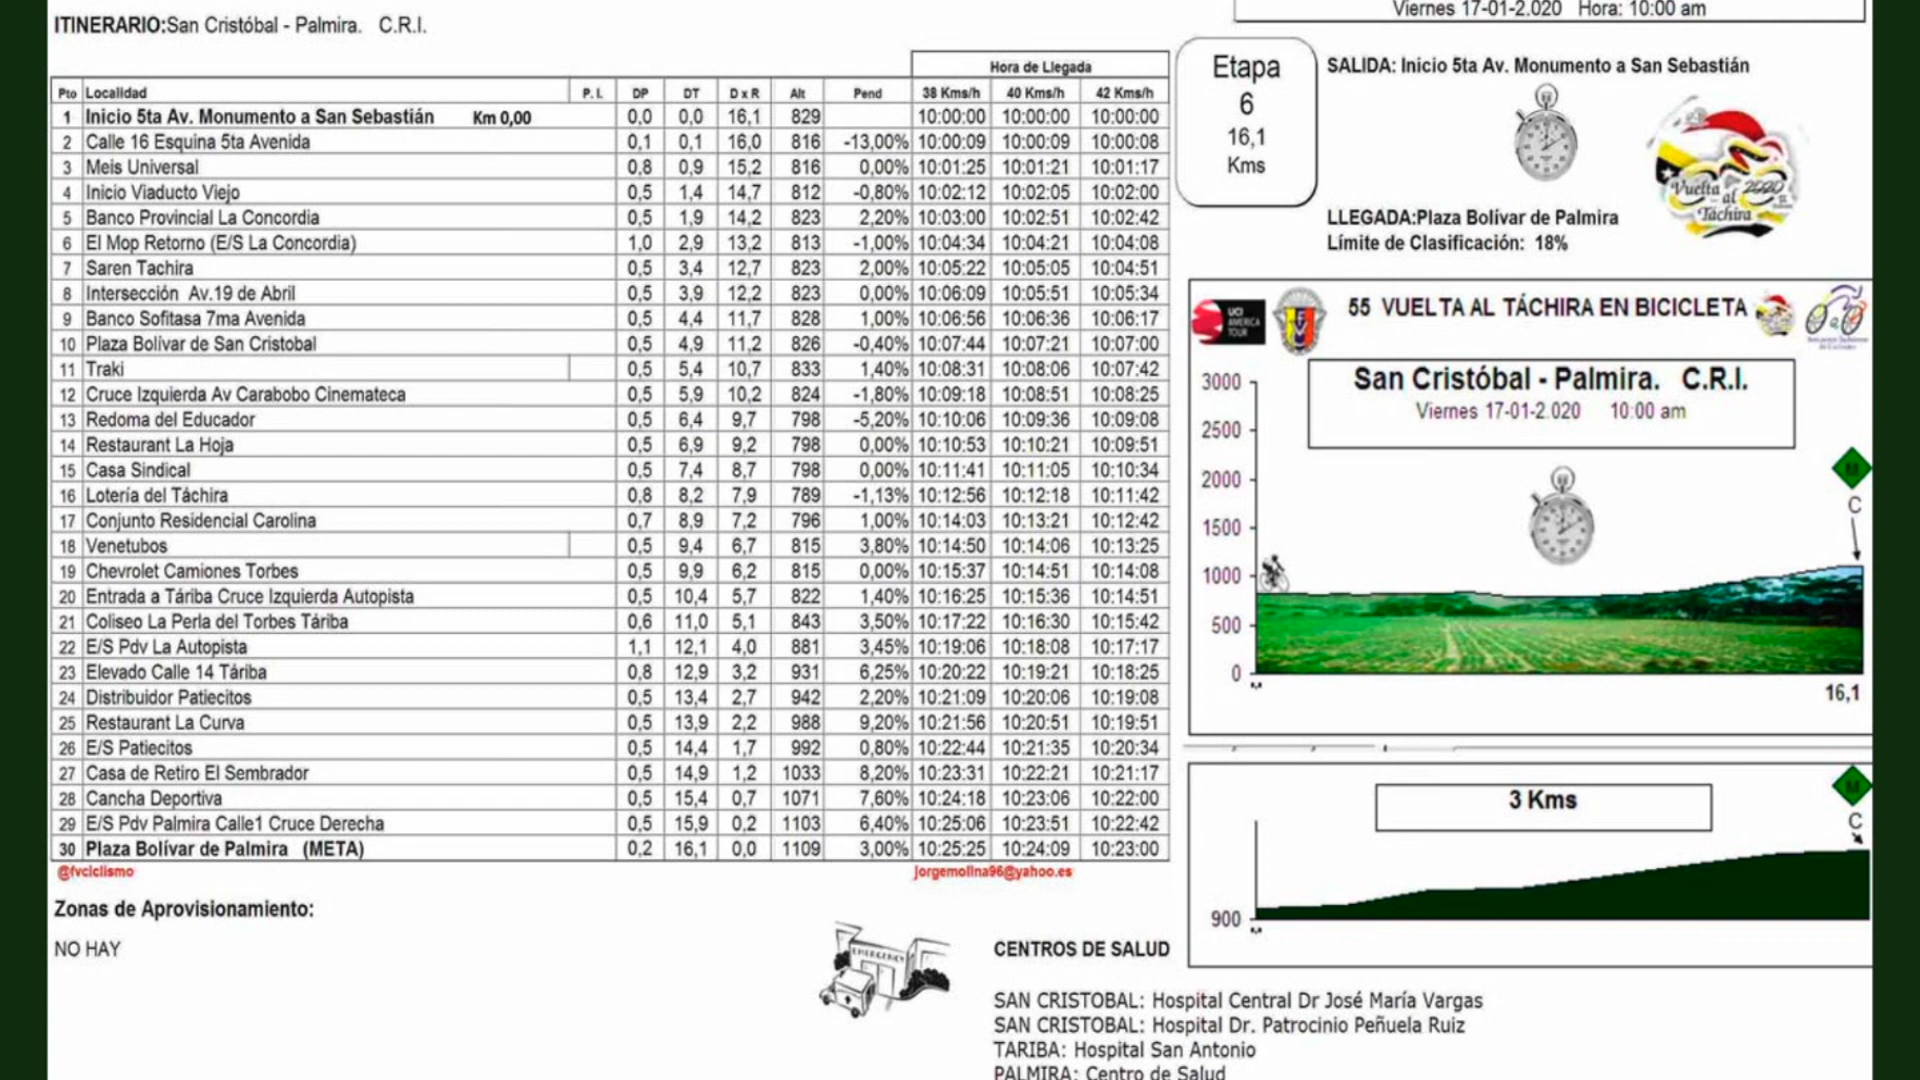 Viernes 17-01-2.020 Hora: 10:00 am
ITINERARIO:San Cristóbal - Palmira. C.R.I.
Hora de Llegada
Pto Localidad P. I. DP DT D x R Alt Pend 38 Kms/h 40 Kms/h 42 Kms/h
1 Inicio 5ta Av. Monumento a San Sebastián Km 0,00 0,0 0,0 16,1 829 10:00:00 10:00:00 10:00:00
2 Calle 16 Esquina 5ta Avenida 0,1 0,1 16,0 816 -13,00% 10:00:09 10:00:09 10:00:08
3 Meis Universal 0,8 0,9 15,2 816 0,00% 10:01:25 10:01:21 10:01:17
4 Inicio Viaducto Viejo 0,5 1,4 14,7 812 -0,80% 10:02:12 10:02:05 10:02:00
5 Banco Provincial La Concordia 0,5 1,9 14,2 823 2,20% 10:03:00 10:02:51 10:02:42
6 El Mop Retorno (E/S La Concordia) 1,0 2,9 13,2 813 -1,00% 10:04:34 10:04:21 10:04:08
7 Saren Tachira 0,5 3,4 12,7 823 2,00% 10:05:22 10:05:05 10:04:51
8 Intersección Av.19 de Abril 0,5 3,9 12,2 823 0,00% 10:06:09 10:05:51 10:05:34
9 Banco Sofitasa 7ma Avenida 0,5 4,4 11,7 828 1,00% 10:06:56 10:06:36 10:06:17
10 Plaza Bolívar de San Cristobal 0,5 4,9 11,2 826 -0,40% 10:07:44 10:07:21 10:07:00
11 Traki 0,5 5,4 10,7 833 1,40% 10:08:31 10:08:06 10:07:42
12 Cruce Izquierda Av Carabobo Cinemateca 0,5 5,9 10,2 824 -1,80% 10:09:18 10:08:51 10:08:25
13 Redoma del Educador 0,5 6,4 9,7 798 -5,20% 10:10:06 10:09:36 10:09:08
14 Restaurant La Hoja 0,5 6,9 9,2 798 0,00% 10:10:53 10:10:21 10:09:51
15 Casa Sindical 0,5 7,4 8,7 798 0,00% 10:11:41 10:11:05 10:10:34
16 Lotería del Táchira 0,8 8,2 7,9 789 -1,13% 10:12:56 10:12:18 10:11:42
17 Conjunto Residencial Carolina 0,7 8,9 7,2 796 1,00% 10:14:03 10:13:21 10:12:42
18 Venetubos 0,5 9,4 6,7 815 3,80% 10:14:50 10:14:06 10:13:25
19 Chevrolet Camiones Torbes 0,5 9,9 6,2 815 0,00% 10:15:37 10:14:51 10:14:08
20 Entrada a Táriba Cruce Izquierda Autopista 0,5 10,4 5,7 822 1,40% 10:16:25 10:15:36 10:14:51
21 Coliseo La Perla del Torbes Táriba 0,6 11,0 5,1 843 3,50% 10:17:22 10:16:30 10:15:42
22 E/S Pdv La Autopista 1,1 12,1 4,0 881 3,45% 10:19:06 10:18:08 10:17:17
23 Elevado Calle 14 Táriba 0,8 12,9 3,2 931 6,25% 10:20:22 10:19:21 10:18:25
24 Distribuidor Patiecitos 0,5 13,4 2,7 942 2,20% 10:21:09 10:20:06 10:19:08
25 Restaurant La Curva 0,5 13,9 2,2 988 9,20% 10:21:56 10:20:51 10:19:51
26 E/S Patiecitos 0,5 14,4 1,7 992 0,80% 10:22:44 10:21:35 10:20:34
27 Casa de Retiro El Sembrador 0,5 14,9 1,2 1033 8,20% 10:23:31 10:22:21 10:21:17
28 Cancha Deportiva 0,5 15,4 0,7 1071 7,60% 10:24:18 10:23:06 10:22:00
29 E/S Pdv Palmira Calle1 Cruce Derecha 0,5 15,9 0,2 1103 6,40% 10:25:06 10:23:51 10:22:42
30 Plaza Bolívar de Palmira (META) 0,2 16,1 0,0 1109 3,00% 10:25:25 10:24:09 10:23:00
@fvciclismo
jorgemolina96@yahoo.es
Zonas de Aprovisionamiento:
NO HAY
EMERGENCY
CENTROS DE SALUD
SAN CRISTOBAL: Hospital Central Dr José María Vargas
SAN CRISTOBAL: Hospital Dr. Patrocinio Peñuela Ruiz
TARIBA: Hospital San Antonio
PALMIRA: Centro de Salud
Etapa
6
16,1
Kms
SALIDA: Inicio 5ta Av. Monumento a San Sebastián
Vuelta 2020
al
Táchira
LLEGADA:Plaza Bolívar de Palmira
Límite de Clasificación: 18%
UCI
AMERICA
TOUR
55 VUELTA AL TÁCHIRA EN BICICLETA
San Cristóbal - Palmira. C.R.I.
Viernes 17-01-2.020 10:00 am
3000
2500
2000
1500
1000
500
0
M
C
16,1
3 Kms
M
C
900